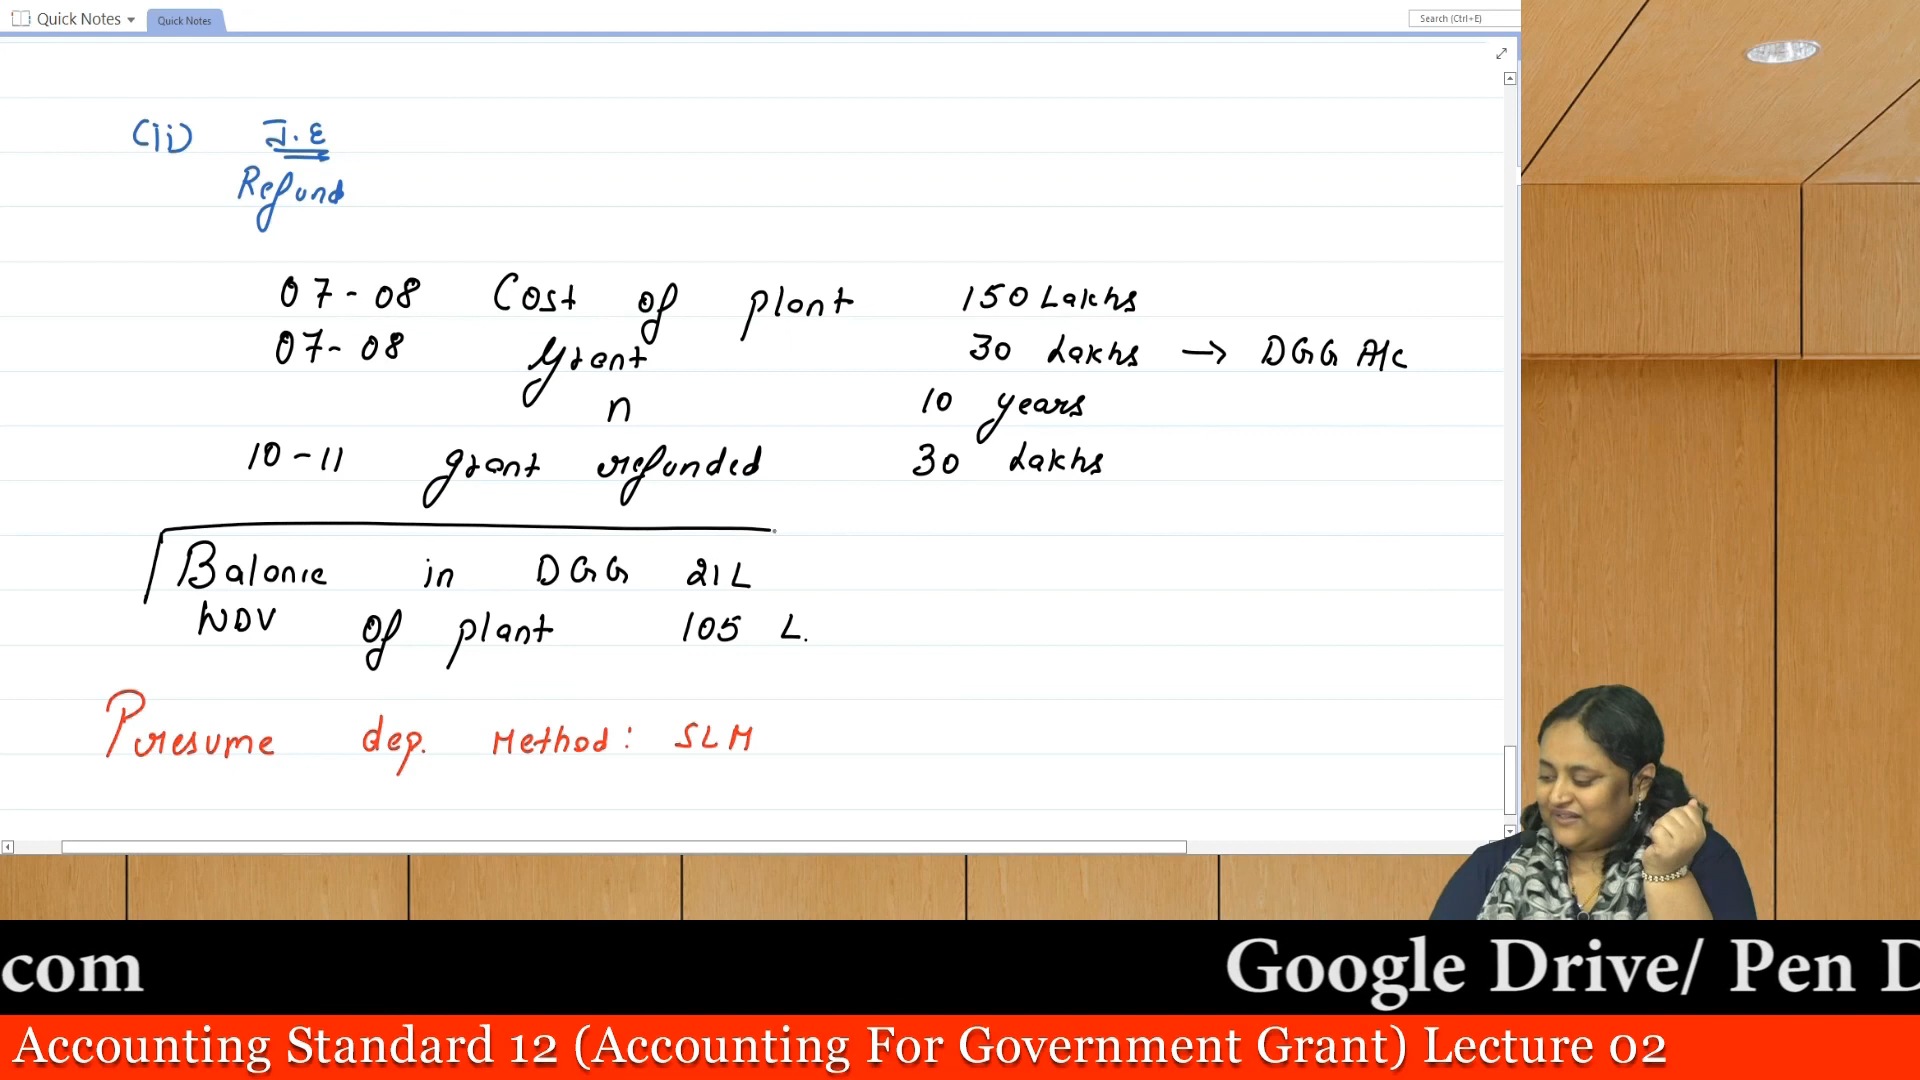 Quick Notes
Quick Notes
Search (Ctrl+E)
(ii) J.E
Refund
07-08 Cost of plant 150 Lakhs
07-08 Grant 30 Lakhs → DGG A/c
n 10 years
10-11 grant refunded 30 Lakhs
Balance in DGG 21L
WDV of plant 105 L.
Presume dep. Method: SLM
com Google Drive/ Pen D
Accounting Standard 12 (Accounting For Government Grant) Lecture 02